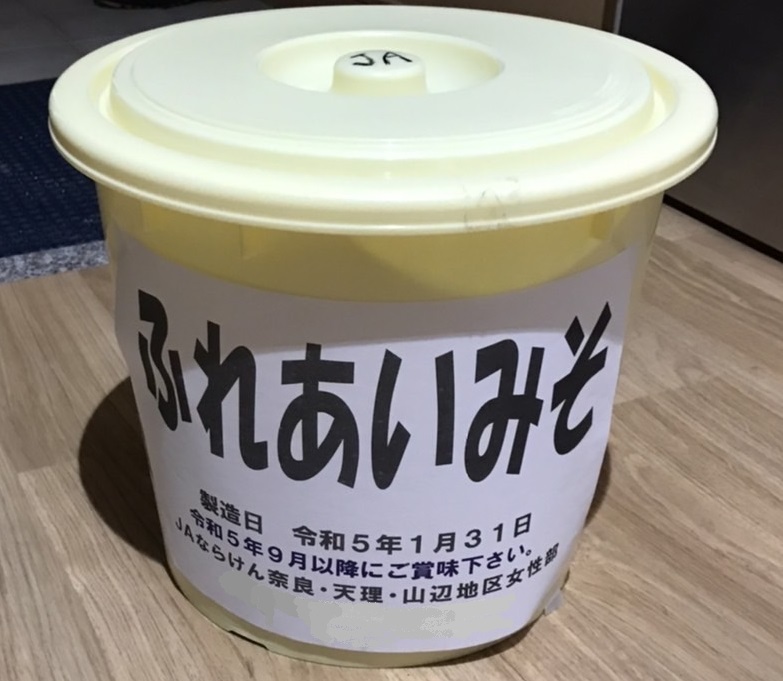 JA
ふれあいみそ
製造日　令和5年1月31日
令和5年9月以降にご賞味下さい。
JAならけん奈良・天理・山辺地区女性部